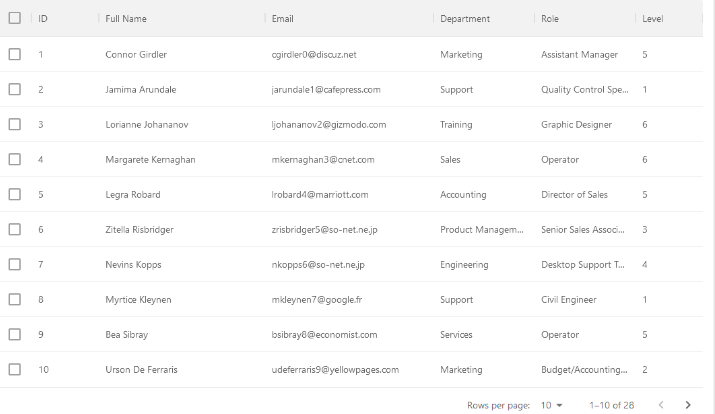 ID Full Name Email Department Role Level
1 Connor Girdler cgirdler0@discuz.net Marketing Assistant Manager 5
2 Jamima Arundale jarundale1@cafepress.com Support Quality Control Spe... 1
3 Lorianne Johananov ljohananov2@gizmodo.com Training Graphic Designer 6
4 Margarete Kernaghan mkernaghan3@cnet.com Sales Operator 6
5 Legra Robard lrobard4@marriott.com Accounting Director of Sales 5
6 Zitella Risbridger zrisbridger5@so-net.ne.jp Product Managem... Senior Sales Associ... 3
7 Nevins Kopps nkopps6@so-net.ne.jp Engineering Desktop Support T... 4
8 Myrtice Kleynen mkleynen7@google.fr Support Civil Engineer 1
9 Bea Sibray bsibray8@economist.com Services Operator 5
10 Urson De Ferraris udeferraris9@yellowpages.com Marketing Budget/Accounting... 2
Rows per page: 10 1–10 of 28